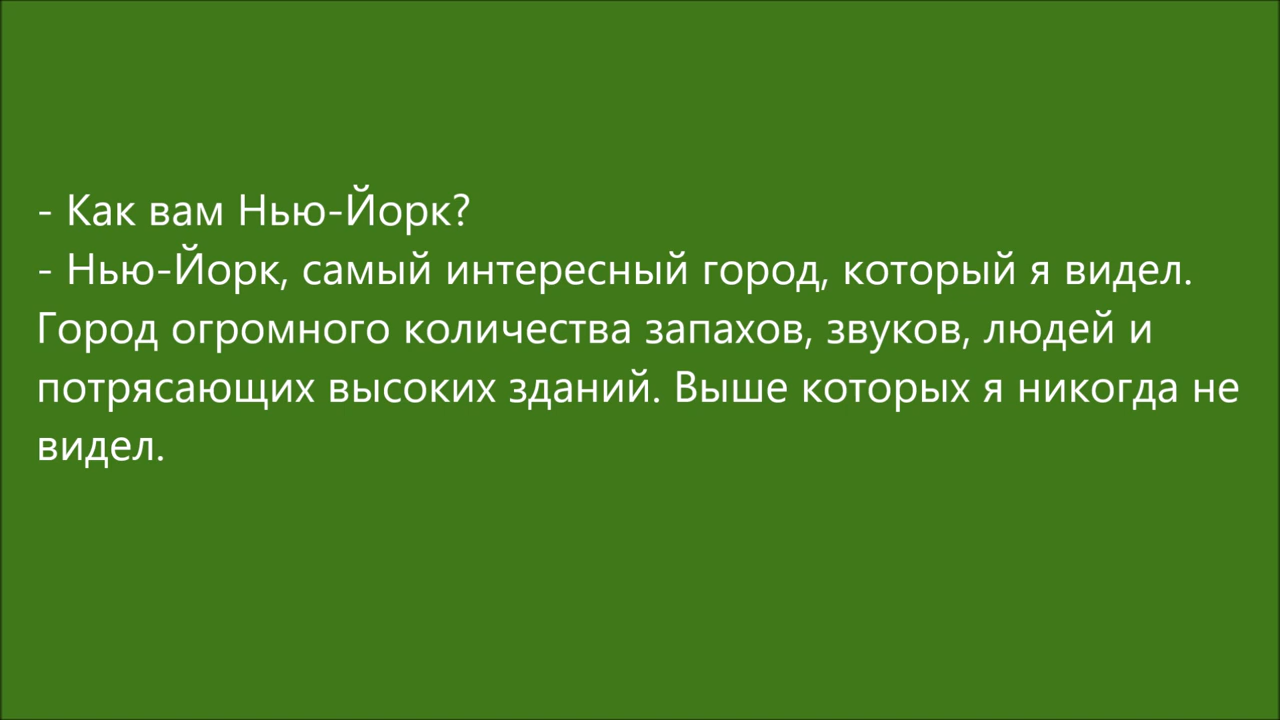 - Как вам Нью-Йорк?
- Нью-Йорк, самый интересный город, который я видел.
Город огромного количества запахов, звуков, людей и
потрясающих высоких зданий. Выше которых я никогда не
видел.